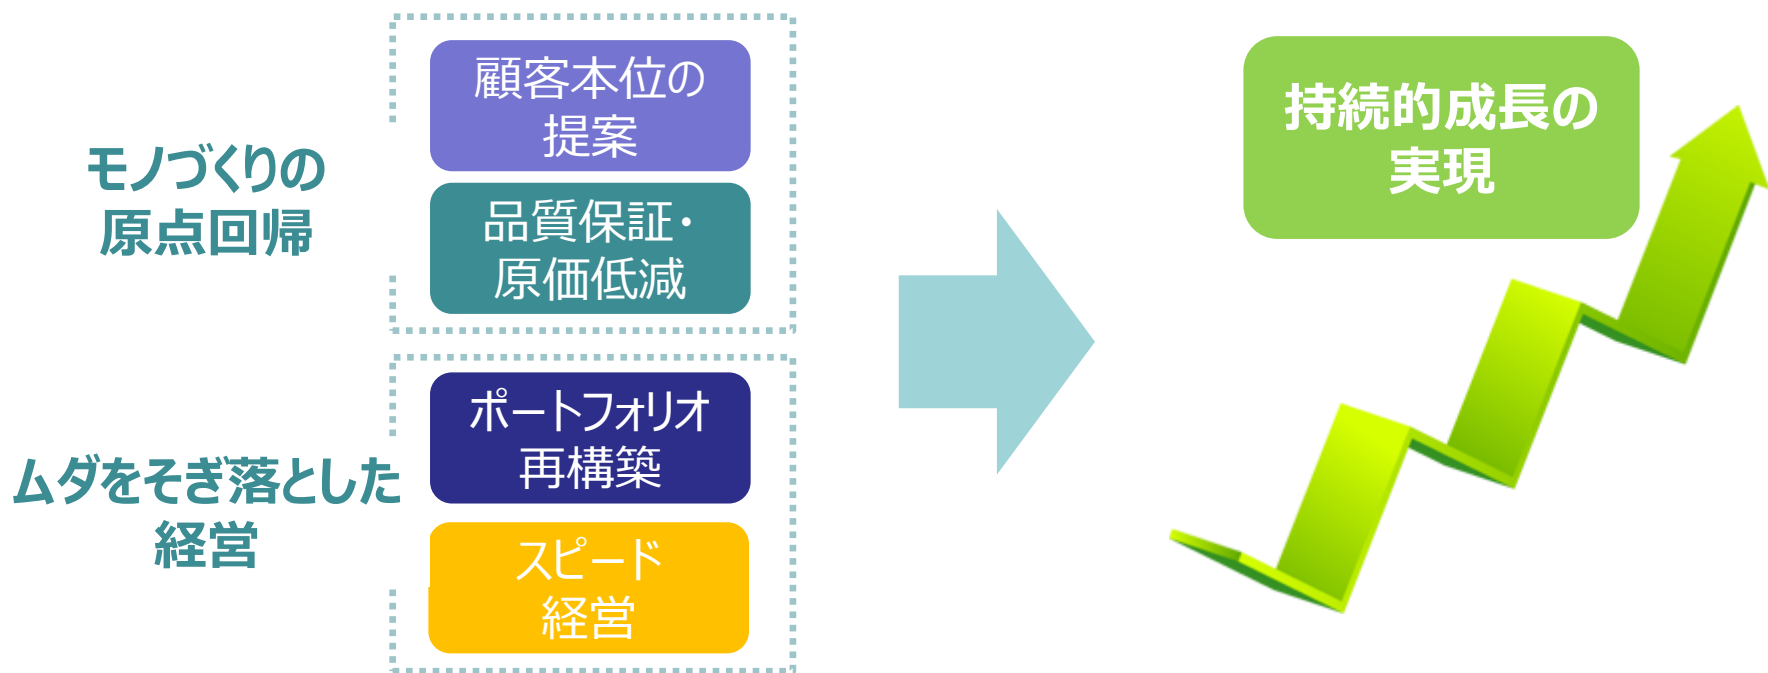 モノづくりの
原点回帰
顧客本位の
提案
品質保証・
原価低減
ムダをそぎ落とした
経営
ポートフォリオ
再構築
スピード
経営
持続的成長の
実現